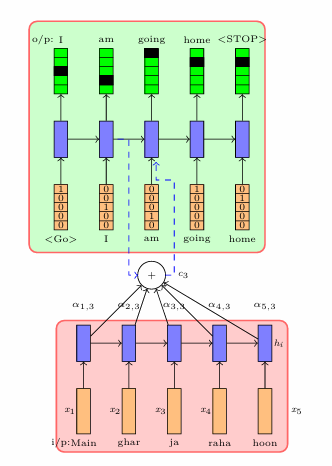 o/p: I am going home <STOP>
1 0 0 1 0
0 0 0 0 1
0 1 0 0 0
0 0 1 0 0
0 0 0 0 0
<Go> I am going home
+ c₃
α₁,₃ α₂,₃ α₃,₃ α₄,₃ α₅,₃
hᵢ
x₁ x₂ x₃ x₄ x₅
i/p: Main ghar ja raha hoon